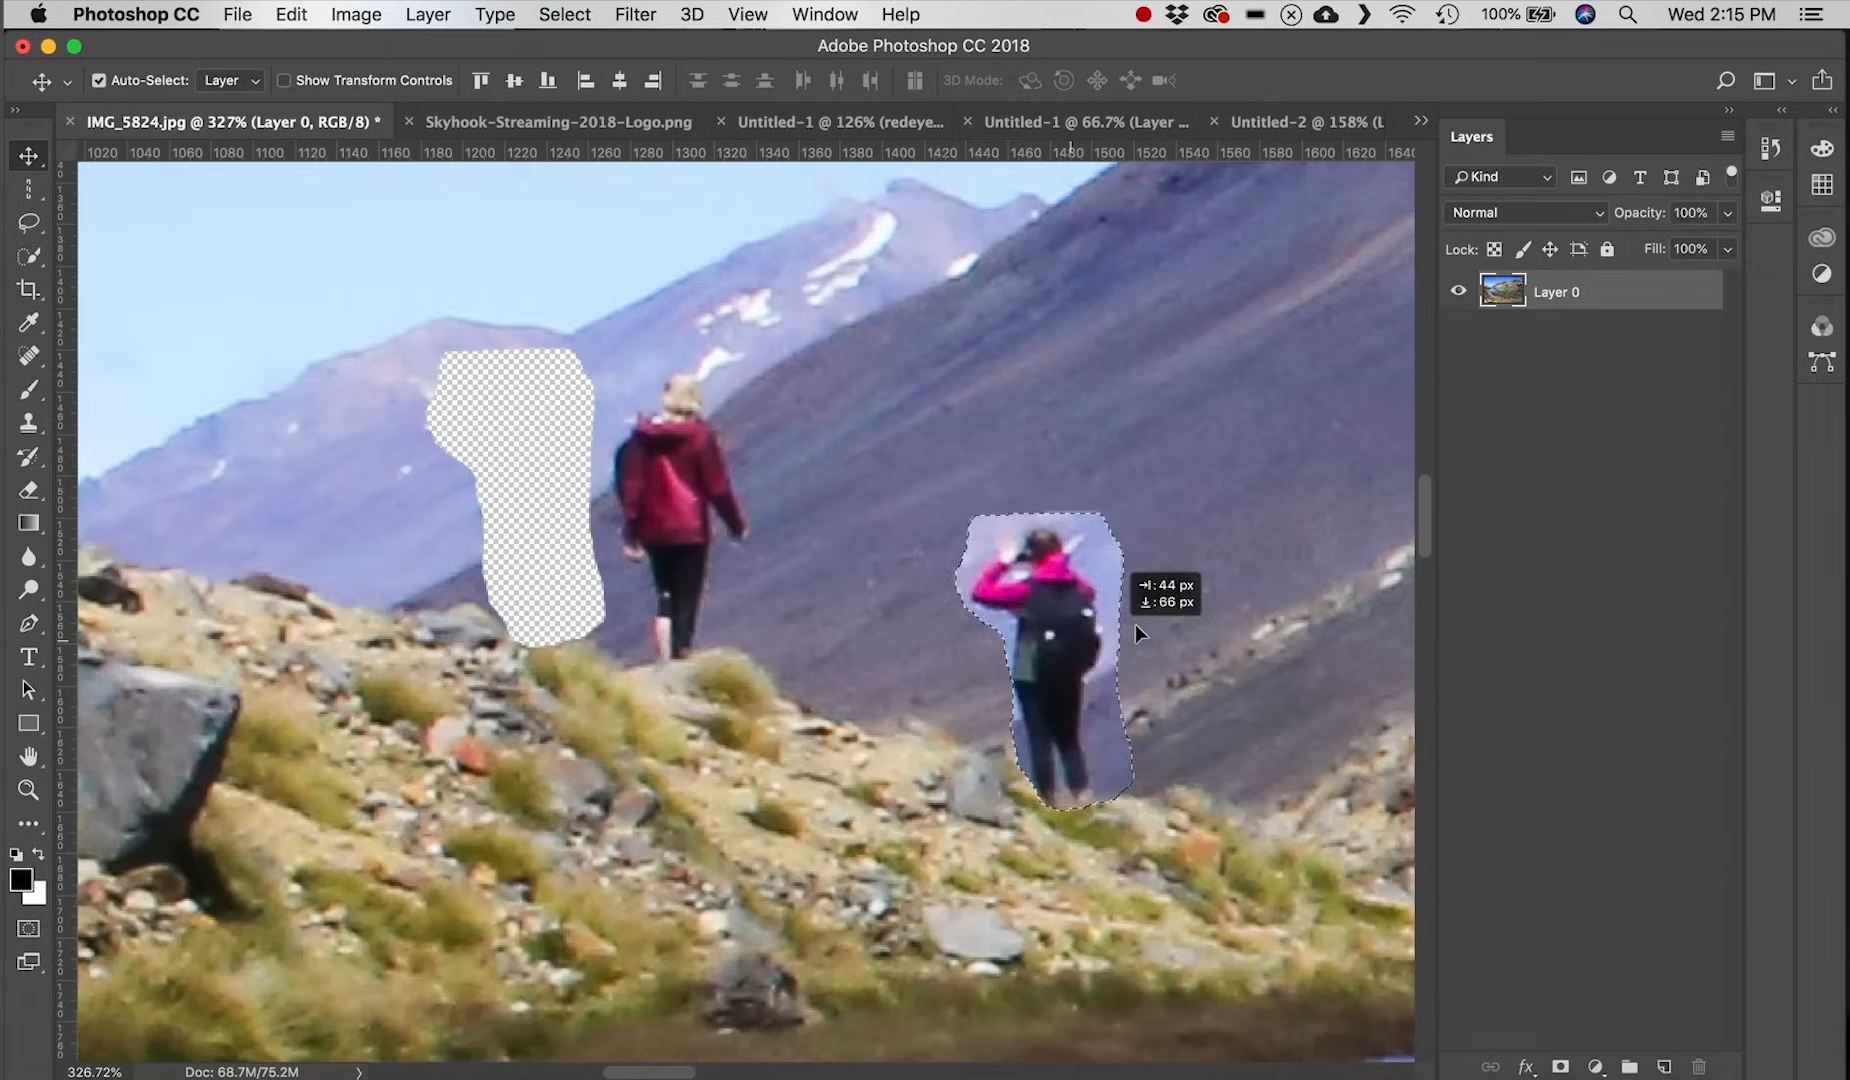 Photoshop CC File Edit Image Layer Type Select Filter 3D View Window Help 100% Wed 2:15 PM
Adobe Photoshop CC 2018
Auto-Select: Layer Show Transform Controls 3D Mode:
IMG_5824.jpg @ 327% (Layer 0, RGB/8) * Skyhook-Streaming-2018-Logo.png Untitled-1 @ 126% (redeye... Untitled-1 @ 66.7% (Layer ... Untitled-2 @ 158% (L
1020 1040 1060 1080 1100 1120 1140 1160 1180 1200 1220 1240 1260 1280 1300 1320 1340 1360 1380 1400 1420 1440 1460 1480 1500 1520 1540 1560 1580 1600 1620 1640
Layers
Kind
Normal Opacity: 100%
Lock: Fill: 100%
Layer 0
: 44 px
: 66 px
326.72% Doc: 68.7M/75.2M